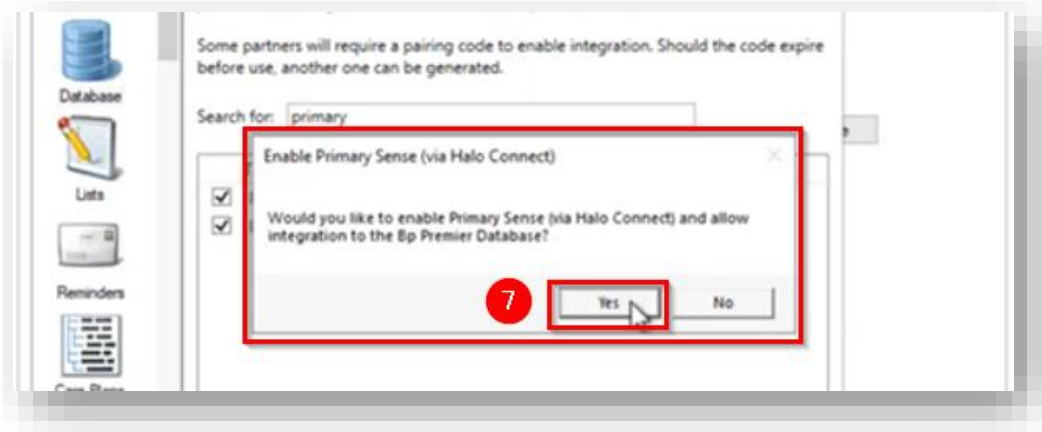 Some partners will require a pairing code to enable integration. Should the code expire
before use, another one can be generated.
Database
Search for: primary
Enable Primary Sense (via Halo Connect)
Lists
Would you like to enable Primary Sense (via Halo Connect) and allow
integration to the Bp Premier Database?
Reminders
7
Yes
No